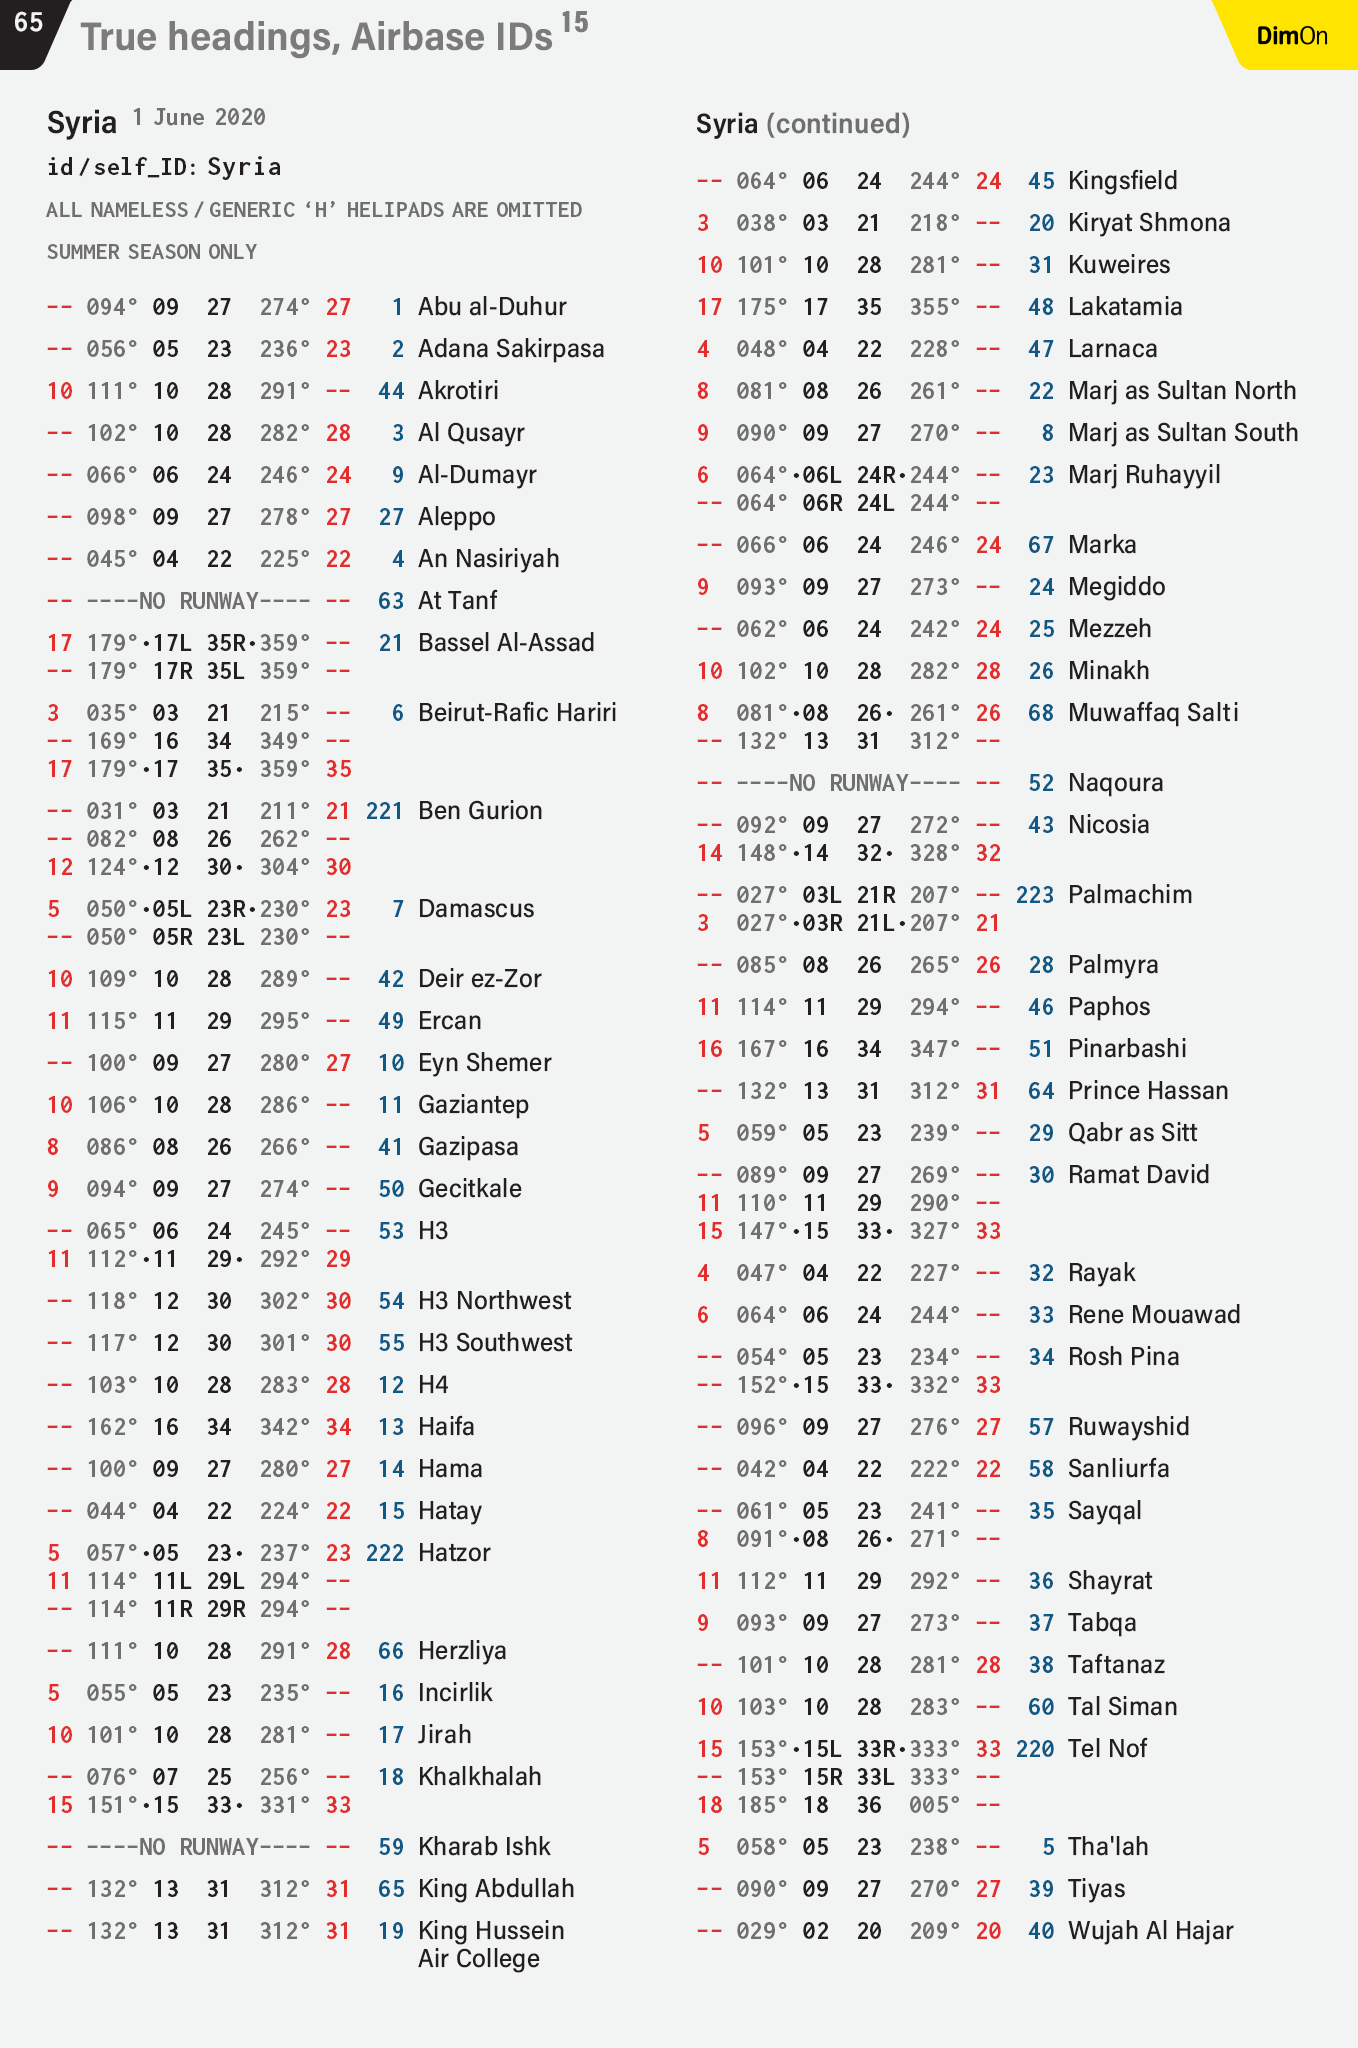 65
True headings, Airbase IDs 15
DimOn
Syria 1 June 2020
id/self_ID: Syria
ALL NAMELESS / GENERIC ‘H’ HELIPADS ARE OMITTED
SUMMER SEASON ONLY
-- 094° 09 27 274° 27 1 Abu al-Duhur
-- 056° 05 23 236° 23 2 Adana Sakirpasa
10 111° 10 28 291° -- 44 Akrotiri
-- 102° 10 28 282° 28 3 Al Qusayr
-- 066° 06 24 246° 24 9 Al-Dumayr
-- 098° 09 27 278° 27 27 Aleppo
-- 045° 04 22 225° 22 4 An Nasiriyah
-- ----NO RUNWAY---- -- 63 At Tanf
17 179°·17L 35R·359° -- 21 Bassel Al-Assad
-- 179° 17R 35L 359° --
3 035° 03 21 215° -- 6 Beirut-Rafic Hariri
-- 169° 16 34 349° --
17 179°·17 35· 359° 35
-- 031° 03 21 211° 21 221 Ben Gurion
-- 082° 08 26 262° --
12 124°·12 30· 304° 30
5 050°·05L 23R·230° 23 7 Damascus
-- 050° 05R 23L 230° --
10 109° 10 28 289° -- 42 Deir ez-Zor
11 115° 11 29 295° -- 49 Ercan
-- 100° 09 27 280° 27 10 Eyn Shemer
10 106° 10 28 286° -- 11 Gaziantep
8 086° 08 26 266° -- 41 Gazipasa
9 094° 09 27 274° -- 50 Gecitkale
-- 065° 06 24 245° -- 53 H3
11 112°·11 29· 292° 29
-- 118° 12 30 302° 30 54 H3 Northwest
-- 117° 12 30 301° 30 55 H3 Southwest
-- 103° 10 28 283° 28 12 H4
-- 162° 16 34 342° 34 13 Haifa
-- 100° 09 27 280° 27 14 Hama
-- 044° 04 22 224° 22 15 Hatay
5 057°·05 23· 237° 23 222 Hatzor
11 114° 11L 29L 294° --
-- 114° 11R 29R 294° --
-- 111° 10 28 291° 28 66 Herzliya
5 055° 05 23 235° -- 16 Incirlik
10 101° 10 28 281° -- 17 Jirah
-- 076° 07 25 256° -- 18 Khalkhalah
15 151°·15 33· 331° 33
-- ----NO RUNWAY---- -- 59 Kharab Ishk
-- 132° 13 31 312° 31 65 King Abdullah
-- 132° 13 31 312° 31 19 King Hussein
Air College
Syria (continued)
-- 064° 06 24 244° 24 45 Kingsfield
3 038° 03 21 218° -- 20 Kiryat Shmona
10 101° 10 28 281° -- 31 Kuweires
17 175° 17 35 355° -- 48 Lakatamia
4 048° 04 22 228° -- 47 Larnaca
8 081° 08 26 261° -- 22 Marj as Sultan North
9 090° 09 27 270° -- 8 Marj as Sultan South
6 064°·06L 24R·244° -- 23 Marj Ruhayyil
-- 064° 06R 24L 244° --
-- 066° 06 24 246° 24 67 Marka
9 093° 09 27 273° -- 24 Megiddo
-- 062° 06 24 242° 24 25 Mezzeh
10 102° 10 28 282° 28 26 Minakh
8 081°·08 26· 261° 26 68 Muwaffaq Salti
-- 132° 13 31 312° --
-- ----NO RUNWAY---- -- 52 Naqoura
-- 092° 09 27 272° -- 43 Nicosia
14 148°·14 32· 328° 32
-- 027° 03L 21R 207° -- 223 Palmachim
3 027°·03R 21L·207° 21
-- 085° 08 26 265° 26 28 Palmyra
11 114° 11 29 294° -- 46 Paphos
16 167° 16 34 347° -- 51 Pinarbashi
-- 132° 13 31 312° 31 64 Prince Hassan
5 059° 05 23 239° -- 29 Qabr as Sitt
-- 089° 09 27 269° -- 30 Ramat David
11 110° 11 29 290° --
15 147°·15 33· 327° 33
4 047° 04 22 227° -- 32 Rayak
6 064° 06 24 244° -- 33 Rene Mouawad
-- 054° 05 23 234° -- 34 Rosh Pina
-- 152°·15 33· 332° 33
-- 096° 09 27 276° 27 57 Ruwayshid
-- 042° 04 22 222° 22 58 Sanliurfa
-- 061° 05 23 241° -- 35 Sayqal
8 091°·08 26· 271° --
11 112° 11 29 292° -- 36 Shayrat
9 093° 09 27 273° -- 37 Tabqa
-- 101° 10 28 281° 28 38 Taftanaz
10 103° 10 28 283° -- 60 Tal Siman
15 153°·15L 33R·333° 33 220 Tel Nof
-- 153° 15R 33L 333° --
18 185° 18 36 005° --
5 058° 05 23 238° -- 5 Tha'lah
-- 090° 09 27 270° 27 39 Tiyas
-- 029° 02 20 209° 20 40 Wujah Al Hajar